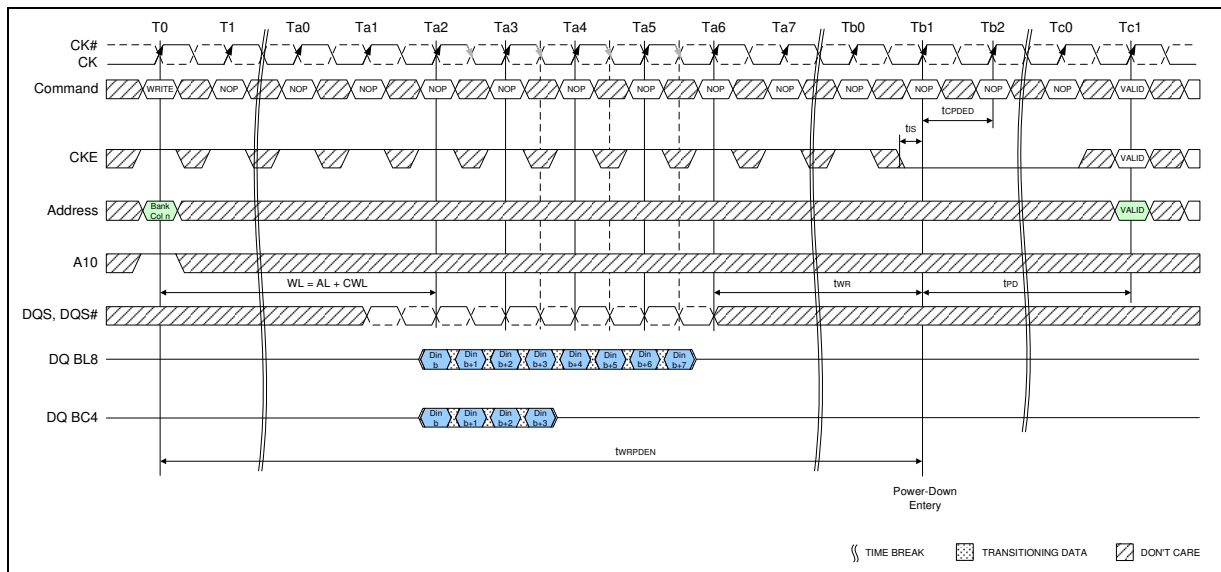 T0 T1 Ta0 Ta1 Ta2 Ta3 Ta4 Ta5 Ta6 Ta7 Tb0 Tb1 Tb2 Tc0 Tc1
CK#
CK
Command WRITE NOP NOP NOP NOP NOP NOP NOP NOP NOP NOP NOP NOP NOP VALID
tCPDED
tIS
CKE VALID
Address Bank Col n VALID
A10
WL = AL + CWL tWR tPD
DQS, DQS#
DQ BL8 Din b Din b+1 Din b+2 Din b+3 Din b+4 Din b+5 Din b+6 Din b+7
DQ BC4 Din b Din b+1 Din b+2 Din b+3
tWRPDEN
Power-Down
Entery
TIME BREAK TRANSITIONING DATA DON'T CARE